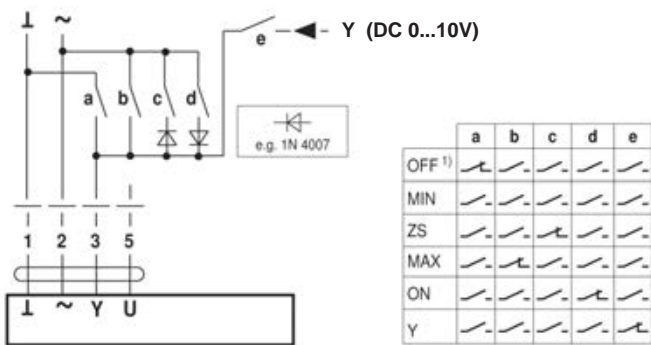 ⊥ ~
e Y (DC 0...10V)
a b c d
e.g. 1N 4007
1 2 3 5
⊥ ~ Y U
a b c d e
OFF 1)
MIN
ZS
MAX
ON
Y